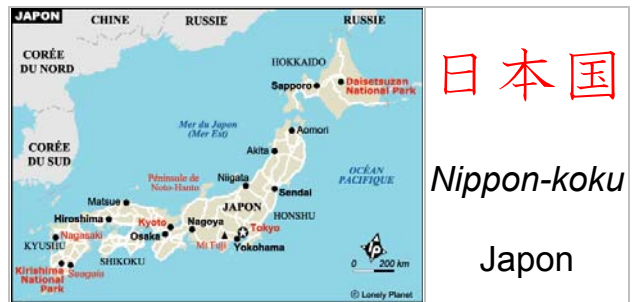 JAPON
CHINE
RUSSIE
RUSSIE
CORÉE
DU NORD
HOKKAIDO
Sapporo
Daisetsuzan
National Park
Mer du Japon
(Mer Est)
Aomori
CORÉE
DU SUD
Akita
OCÉAN
PACIFIQUE
Péninsule de
Noto-Hanto
Niigata
Sendai
Matsue
JAPON
HONSHU
Hiroshima
Kyoto
Nagoya
Tokyo
Nagasaki
Osaka
Mt Fuji
Yokohama
KYUSHU
SHIKOKU
Kirishima
National
Park
Seagaia
0 200 km
© Lonely Planet
日本国
Nippon-koku
Japon